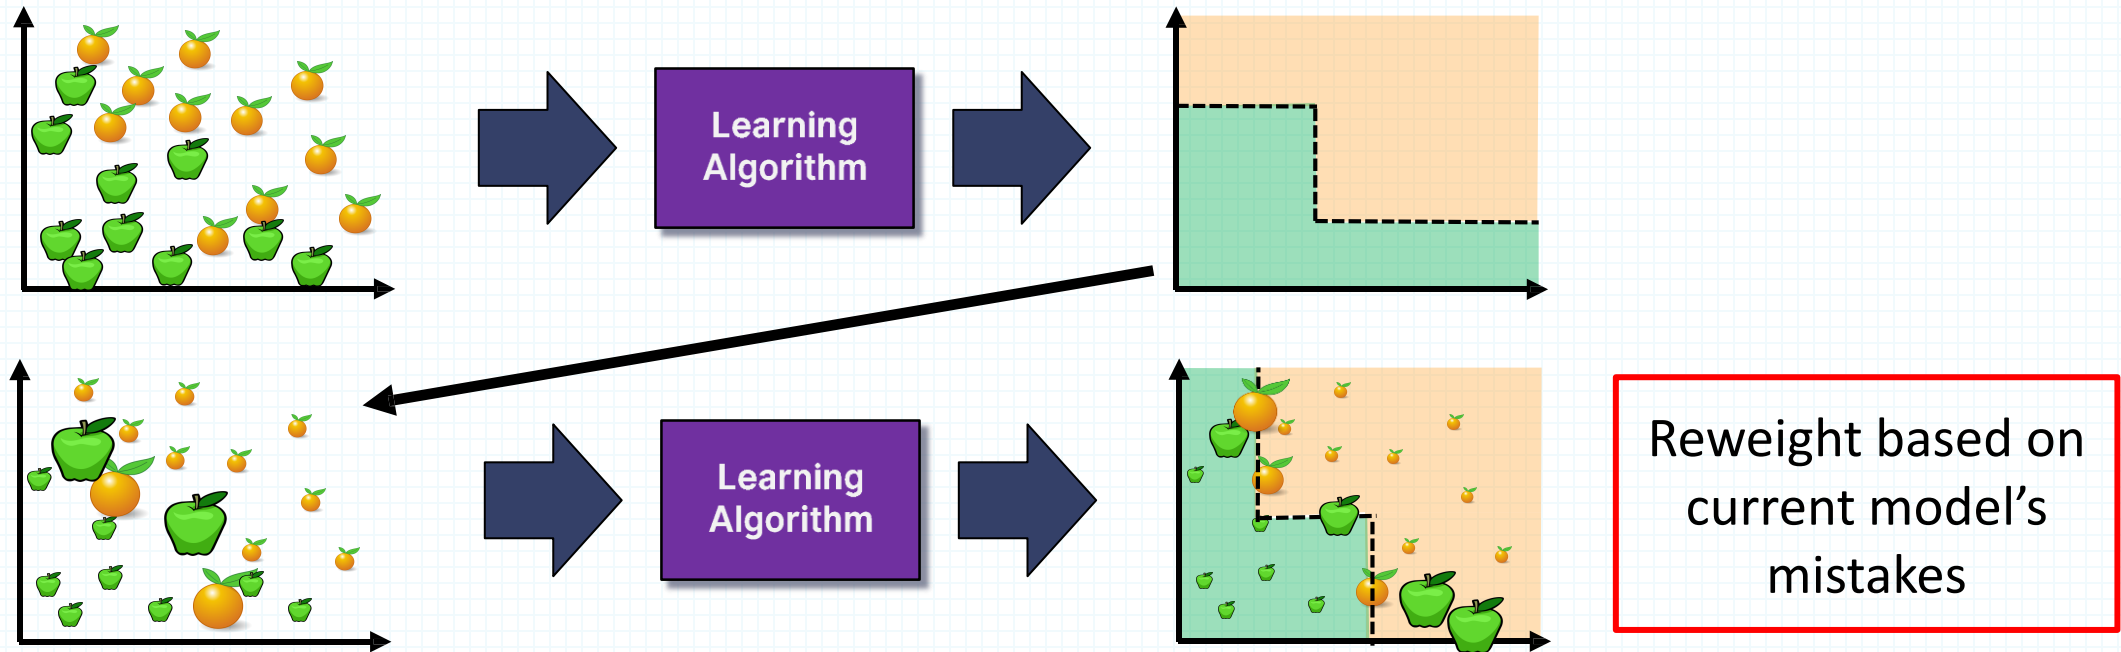 Learning
Algorithm
Learning
Algorithm
Reweight based on
current model’s
mistakes